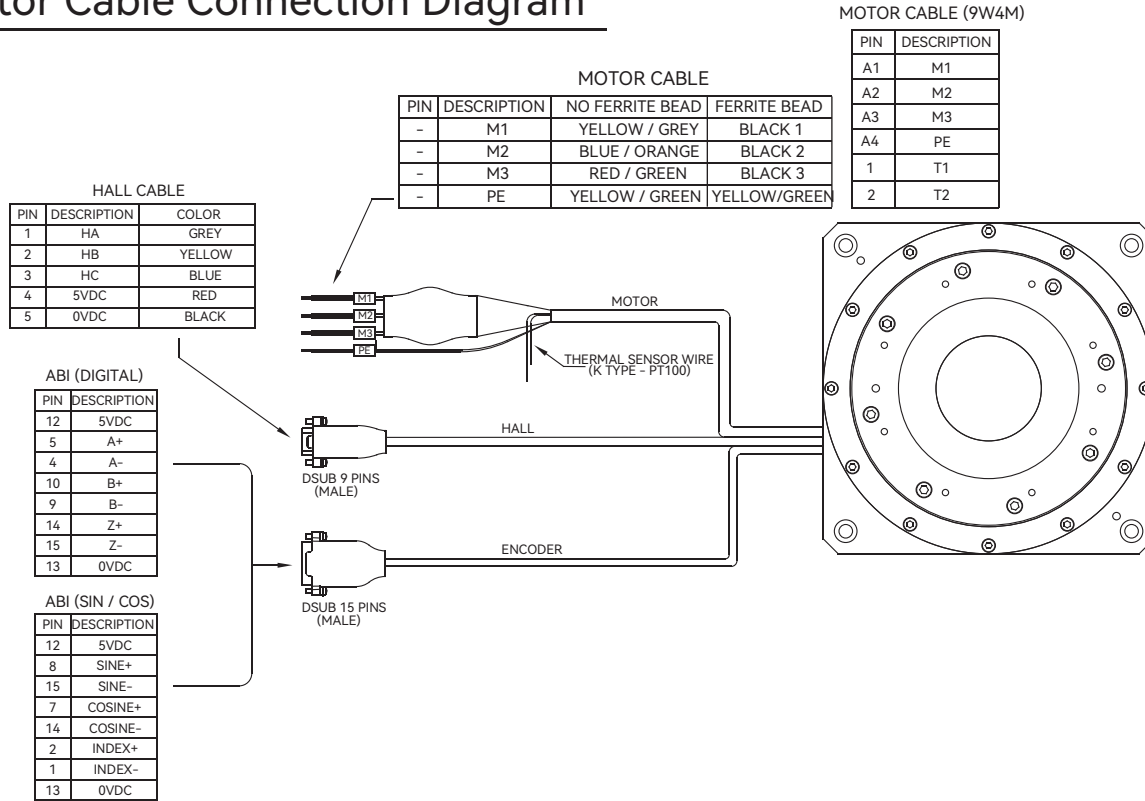 tor Cable Connection Diagram
MOTOR CABLE (9W4M)
PIN DESCRIPTION
A1 M1
A2 M2
A3 M3
A4 PE
1 T1
2 T2
MOTOR CABLE
PIN DESCRIPTION NO FERRITE BEAD FERRITE BEAD
- M1 YELLOW / GREY BLACK 1
- M2 BLUE / ORANGE BLACK 2
- M3 RED / GREEN BLACK 3
- PE YELLOW / GREEN YELLOW/GREEN
HALL CABLE
PIN DESCRIPTION COLOR
1 HA GREY
2 HB YELLOW
3 HC BLUE
4 5VDC RED
5 0VDC BLACK
M1
M2
M3
PE
MOTOR
THERMAL SENSOR WIRE
(K TYPE - PT100)
ABI (DIGITAL)
PIN DESCRIPTION
12 5VDC
5 A+
4 A-
10 B+
9 B-
14 Z+
15 Z-
13 0VDC
HALL
DSUB 9 PINS
(MALE)
ENCODER
DSUB 15 PINS
(MALE)
ABI (SIN / COS)
PIN DESCRIPTION
12 5VDC
8 SINE+
15 SINE-
7 COSINE+
14 COSINE-
2 INDEX+
1 INDEX-
13 0VDC